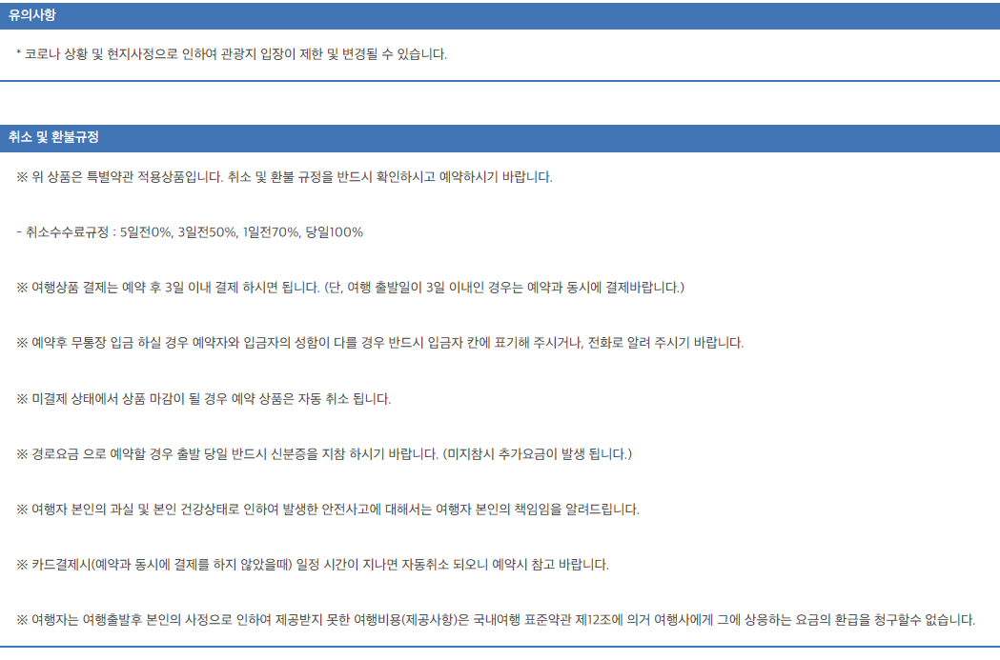 유의사항
* 코로나 상황 및 현지사정으로 인하여 관광지 입장이 제한 및 변경될 수 있습니다.
취소 및 환불규정
※ 위 상품은 특별약관 적용상품입니다. 취소 및 환불 규정을 반드시 확인하시고 예약하시기 바랍니다.
- 취소수수료규정 : 5일전0%, 3일전50%, 1일전70%, 당일100%
※ 여행상품 결제는 예약 후 3일 이내 결제 하시면 됩니다. (단, 여행 출발일이 3일 이내인 경우는 예약과 동시에 결제바랍니다.)
※ 예약후 무통장 입금 하실 경우 예약자와 입금자의 성함이 다를 경우 반드시 입금자 칸에 표기해 주시거나, 전화로 알려 주시기 바랍니다.
※ 미결제 상태에서 상품 마감이 될 경우 예약 상품은 자동 취소 됩니다.
※ 경로요금 으로 예약할 경우 출발 당일 반드시 신분증을 지참 하시기 바랍니다. (미지참시 추가요금이 발생 됩니다.)
※ 여행자 본인의 과실 및 본인 건강상태로 인하여 발생한 안전사고에 대해서는 여행자 본인의 책임임을 알려드립니다.
※ 카드결제시(예약과 동시에 결제를 하지 않았을때) 일정 시간이 지나면 자동취소 되오니 예약시 참고 바랍니다.
※ 여행자는 여행출발후 본인의 사정으로 인하여 제공받지 못한 여행비용(제공사항)은 국내여행 표준약관 제12조에 의거 여행사에게 그에 상응하는 요금의 환급을 청구할수 없습니다.